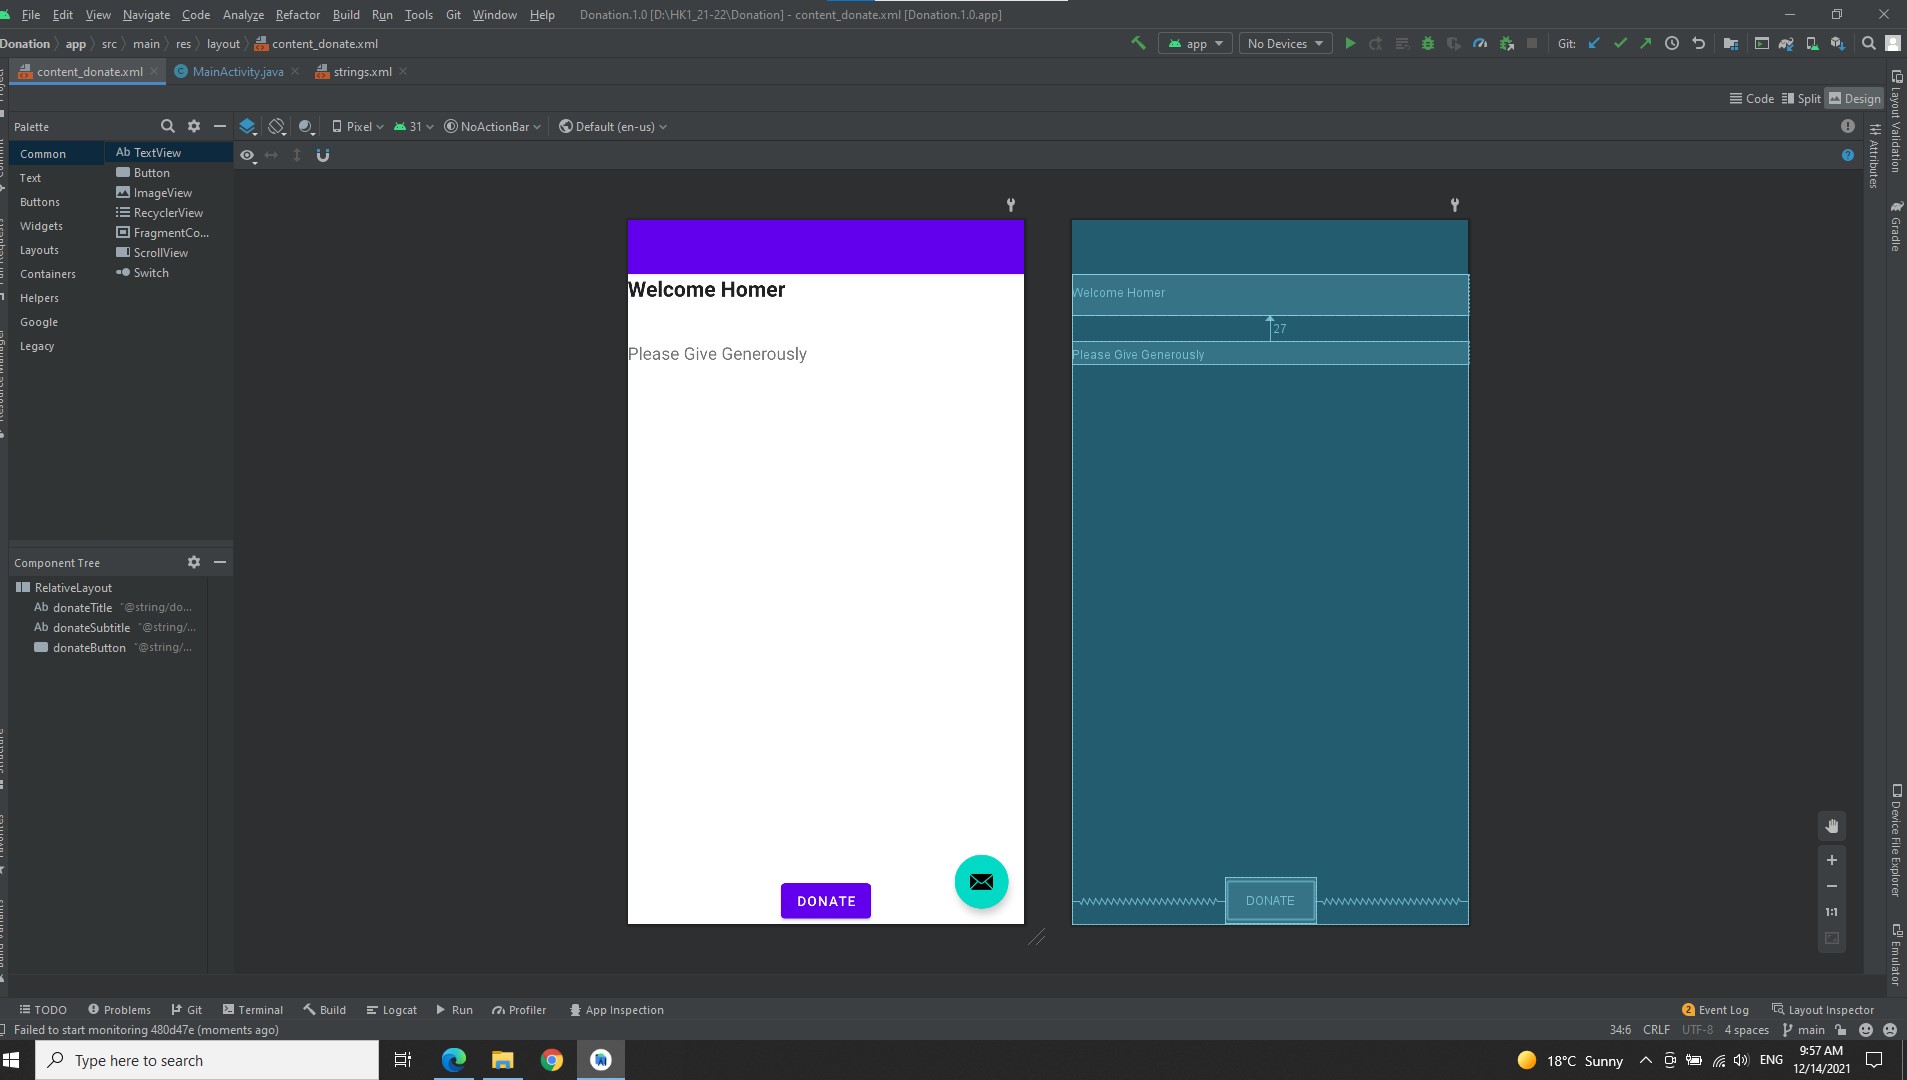 File Edit View Navigate Code Analyze Refactor Build Run Tools Git Window Help Donation.1.0 [D:\HK1_21-22\Donation] - content_donate.xml [Donation.1.0.app]
Donation app src main res layout content_donate.xml app No Devices Git:
content_donate.xml MainActivity.java strings.xml
Code Split Design
Palette Pixel 31 NoActionBar Default (en-us)
Common
Text
Buttons
Widgets
Layouts
Containers
Helpers
Google
Legacy
Ab TextView
Button
ImageView
RecyclerView
FragmentCo...
ScrollView
Switch
Welcome Homer
Please Give Generously
DONATE
Welcome Homer
27
Please Give Generously
DONATE
Component Tree
RelativeLayout
Ab donateTitle "@string/do...
Ab donateSubtitle "@string/...
donateButton "@string/...
Attributes
Layout Validation
Gradle
Device File Explorer
Emulator
1:1
TODO Problems Git Terminal Build Logcat Run Profiler App Inspection 2 Event Log Layout Inspector
Failed to start monitoring 480d47e (moments ago) 34:6 CRLF UTF-8 4 spaces main
Type here to search 18°C Sunny ENG 9:57 AM
12/14/2021